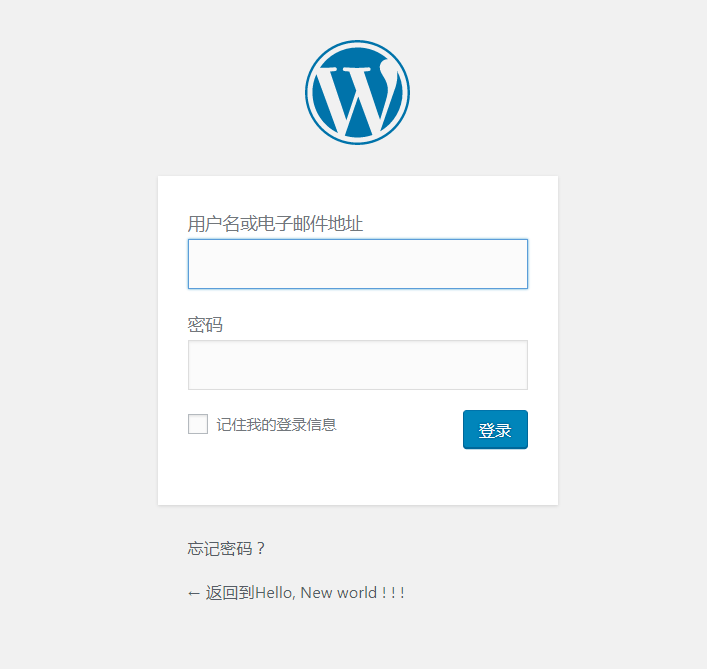 用户名或电子邮件地址
密码
记住我的登录信息
登录
忘记密码？
← 返回到Hello, New world ! ! !